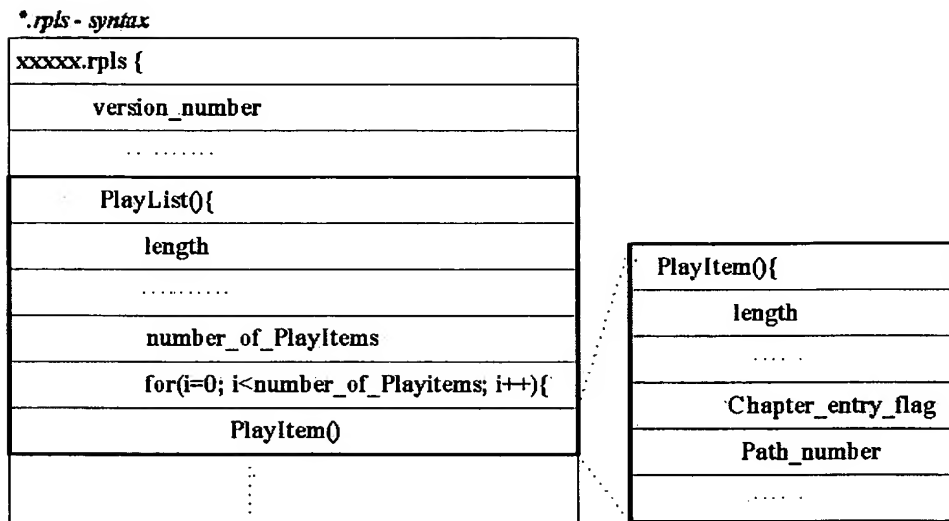 *.rpls - syntax
xxxxx.rpls {
version_number
.. .......
PlayList(){
length
..........
number_of_PlayItems
for(i=0; i<number_of_Playitems; i++){
PlayItem()
PlayItem(){
length
.....
Chapter_entry_flag
Path_number
.....